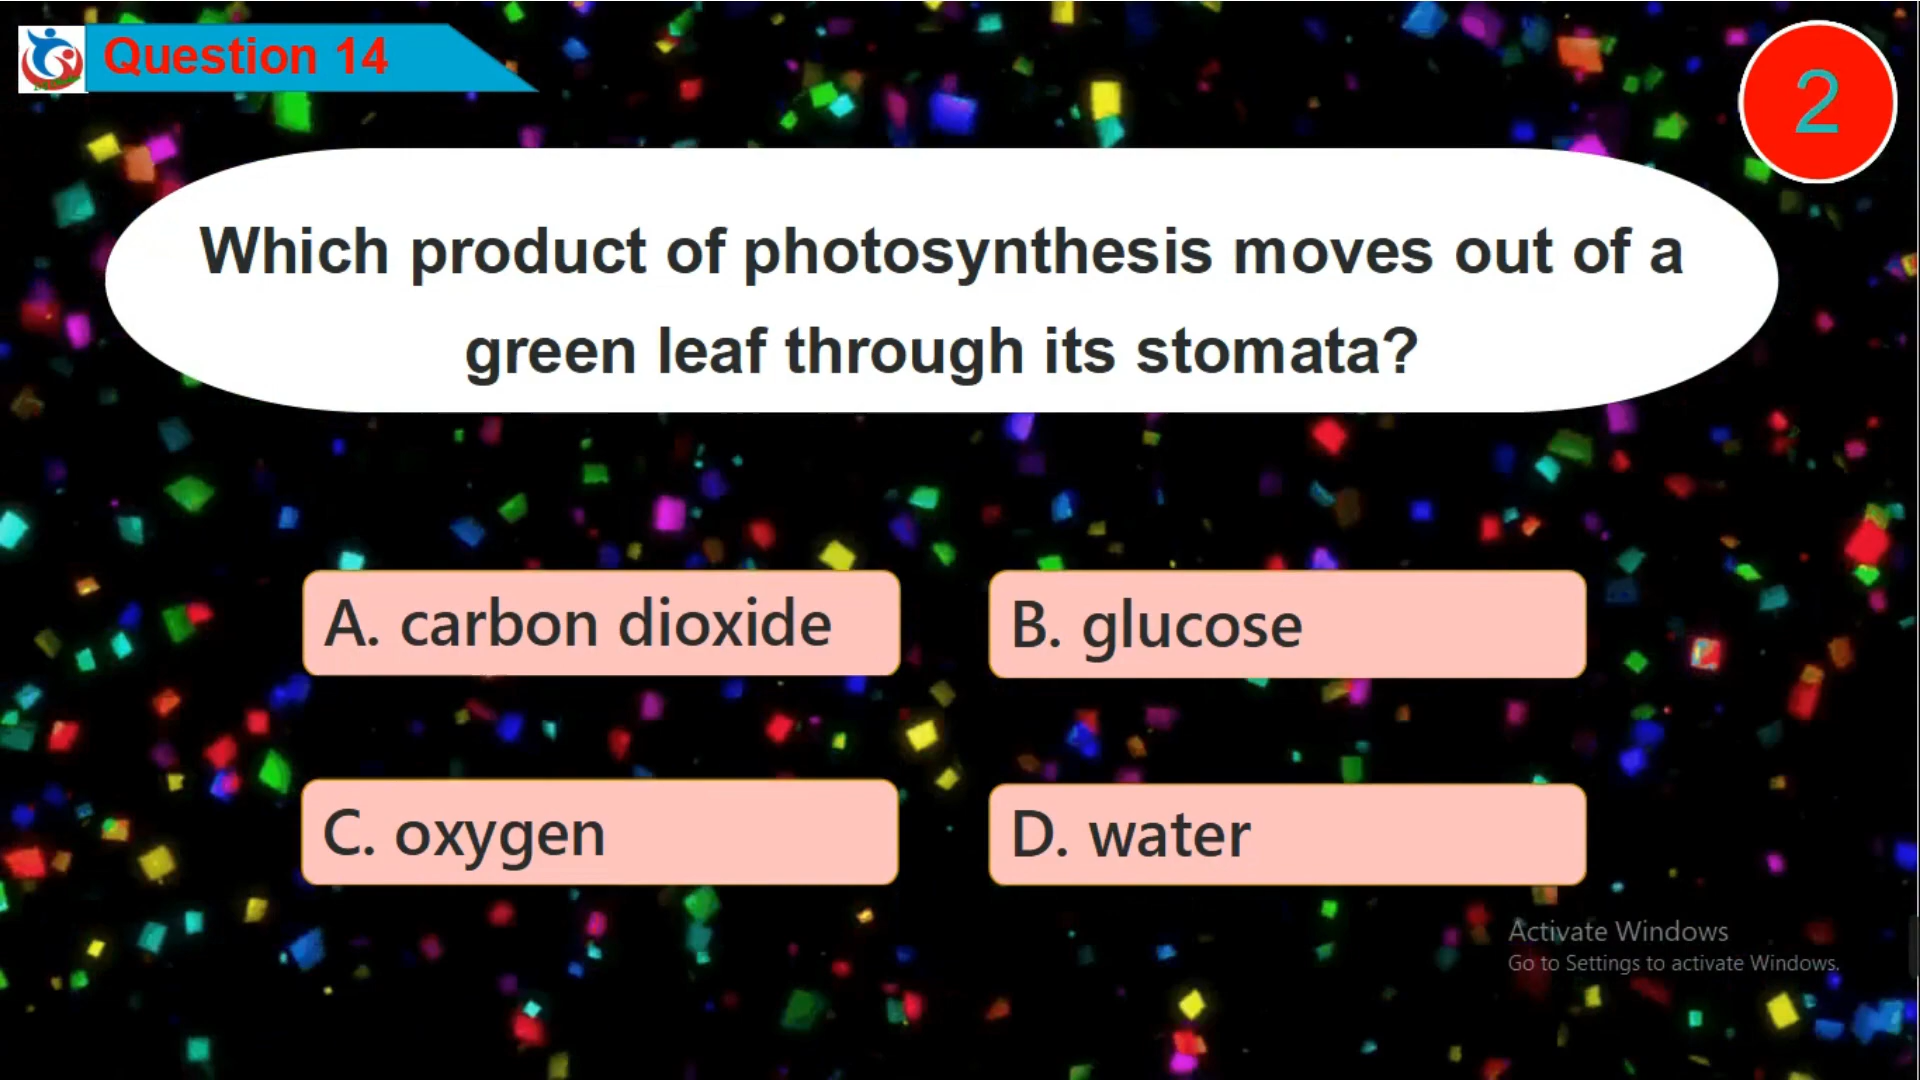 Question 14
2
Which product of photosynthesis moves out of a
green leaf through its stomata?
A. carbon dioxide
B. glucose
C. oxygen
D. water
Activate Windows
Go to Settings to activate Windows.